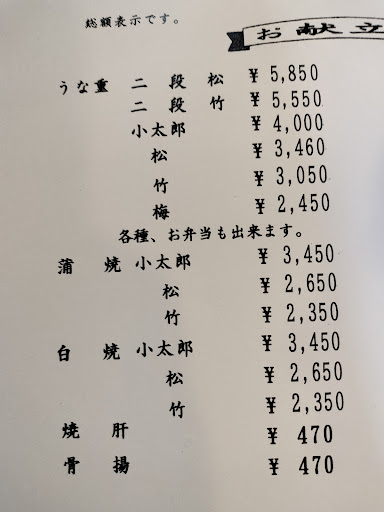 総額表示です。
お献立
うな重 二段 松 ¥5,850
二段 竹 ¥5,550
小太郎 ¥4,000
松 ¥3,460
竹 ¥3,050
梅 ¥2,450
各種、お弁当も出来ます。
蒲焼 小太郎 ¥3,450
松 ¥2,650
竹 ¥2,350
白焼 小太郎 ¥3,450
松 ¥2,650
竹 ¥2,350
焼肝 ¥470
骨揚 ¥470